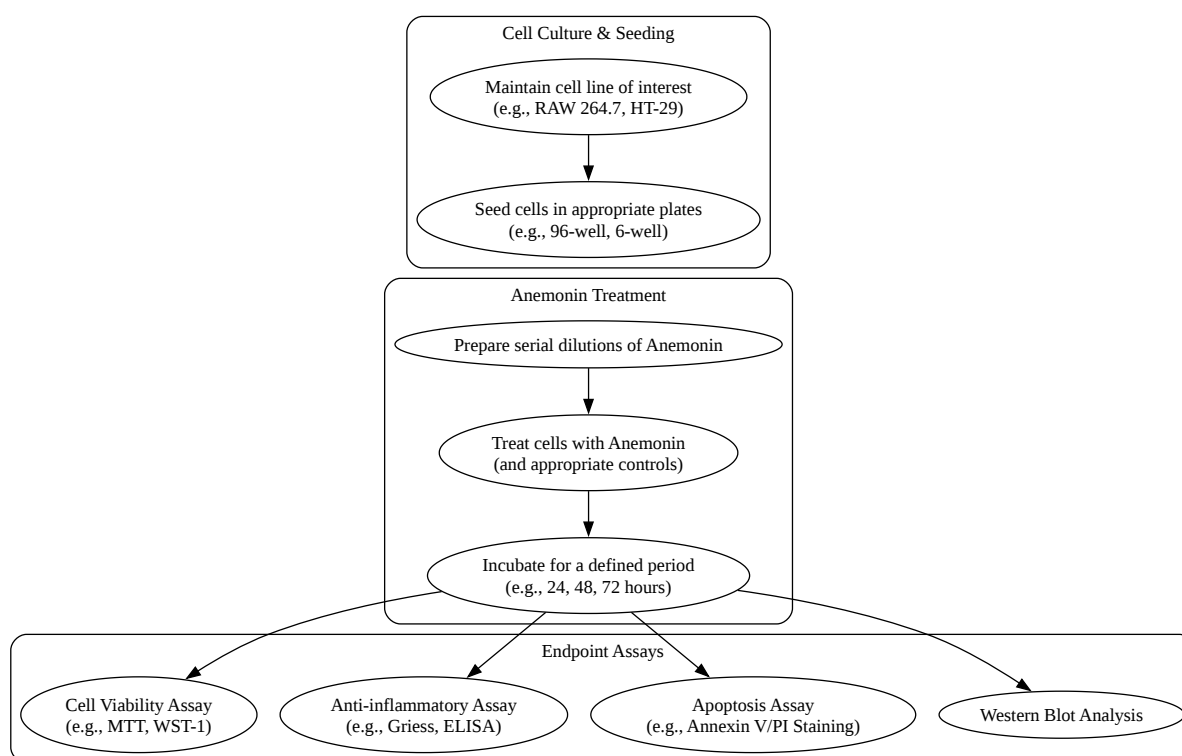 Cell Culture & Seeding
Maintain cell line of interest
(e.g., RAW 264.7, HT-29)
Seed cells in appropriate plates
(e.g., 96-well, 6-well)
Anemonin Treatment
Prepare serial dilutions of Anemonin
Treat cells with Anemonin
(and appropriate controls)
Incubate for a defined period
(e.g., 24, 48, 72 hours)
Endpoint Assays
Cell Viability Assay
(e.g., MTT, WST-1)
Anti-inflammatory Assay
(e.g., Griess, ELISA)
Apoptosis Assay
(e.g., Annexin V/PI Staining)
Western Blot Analysis